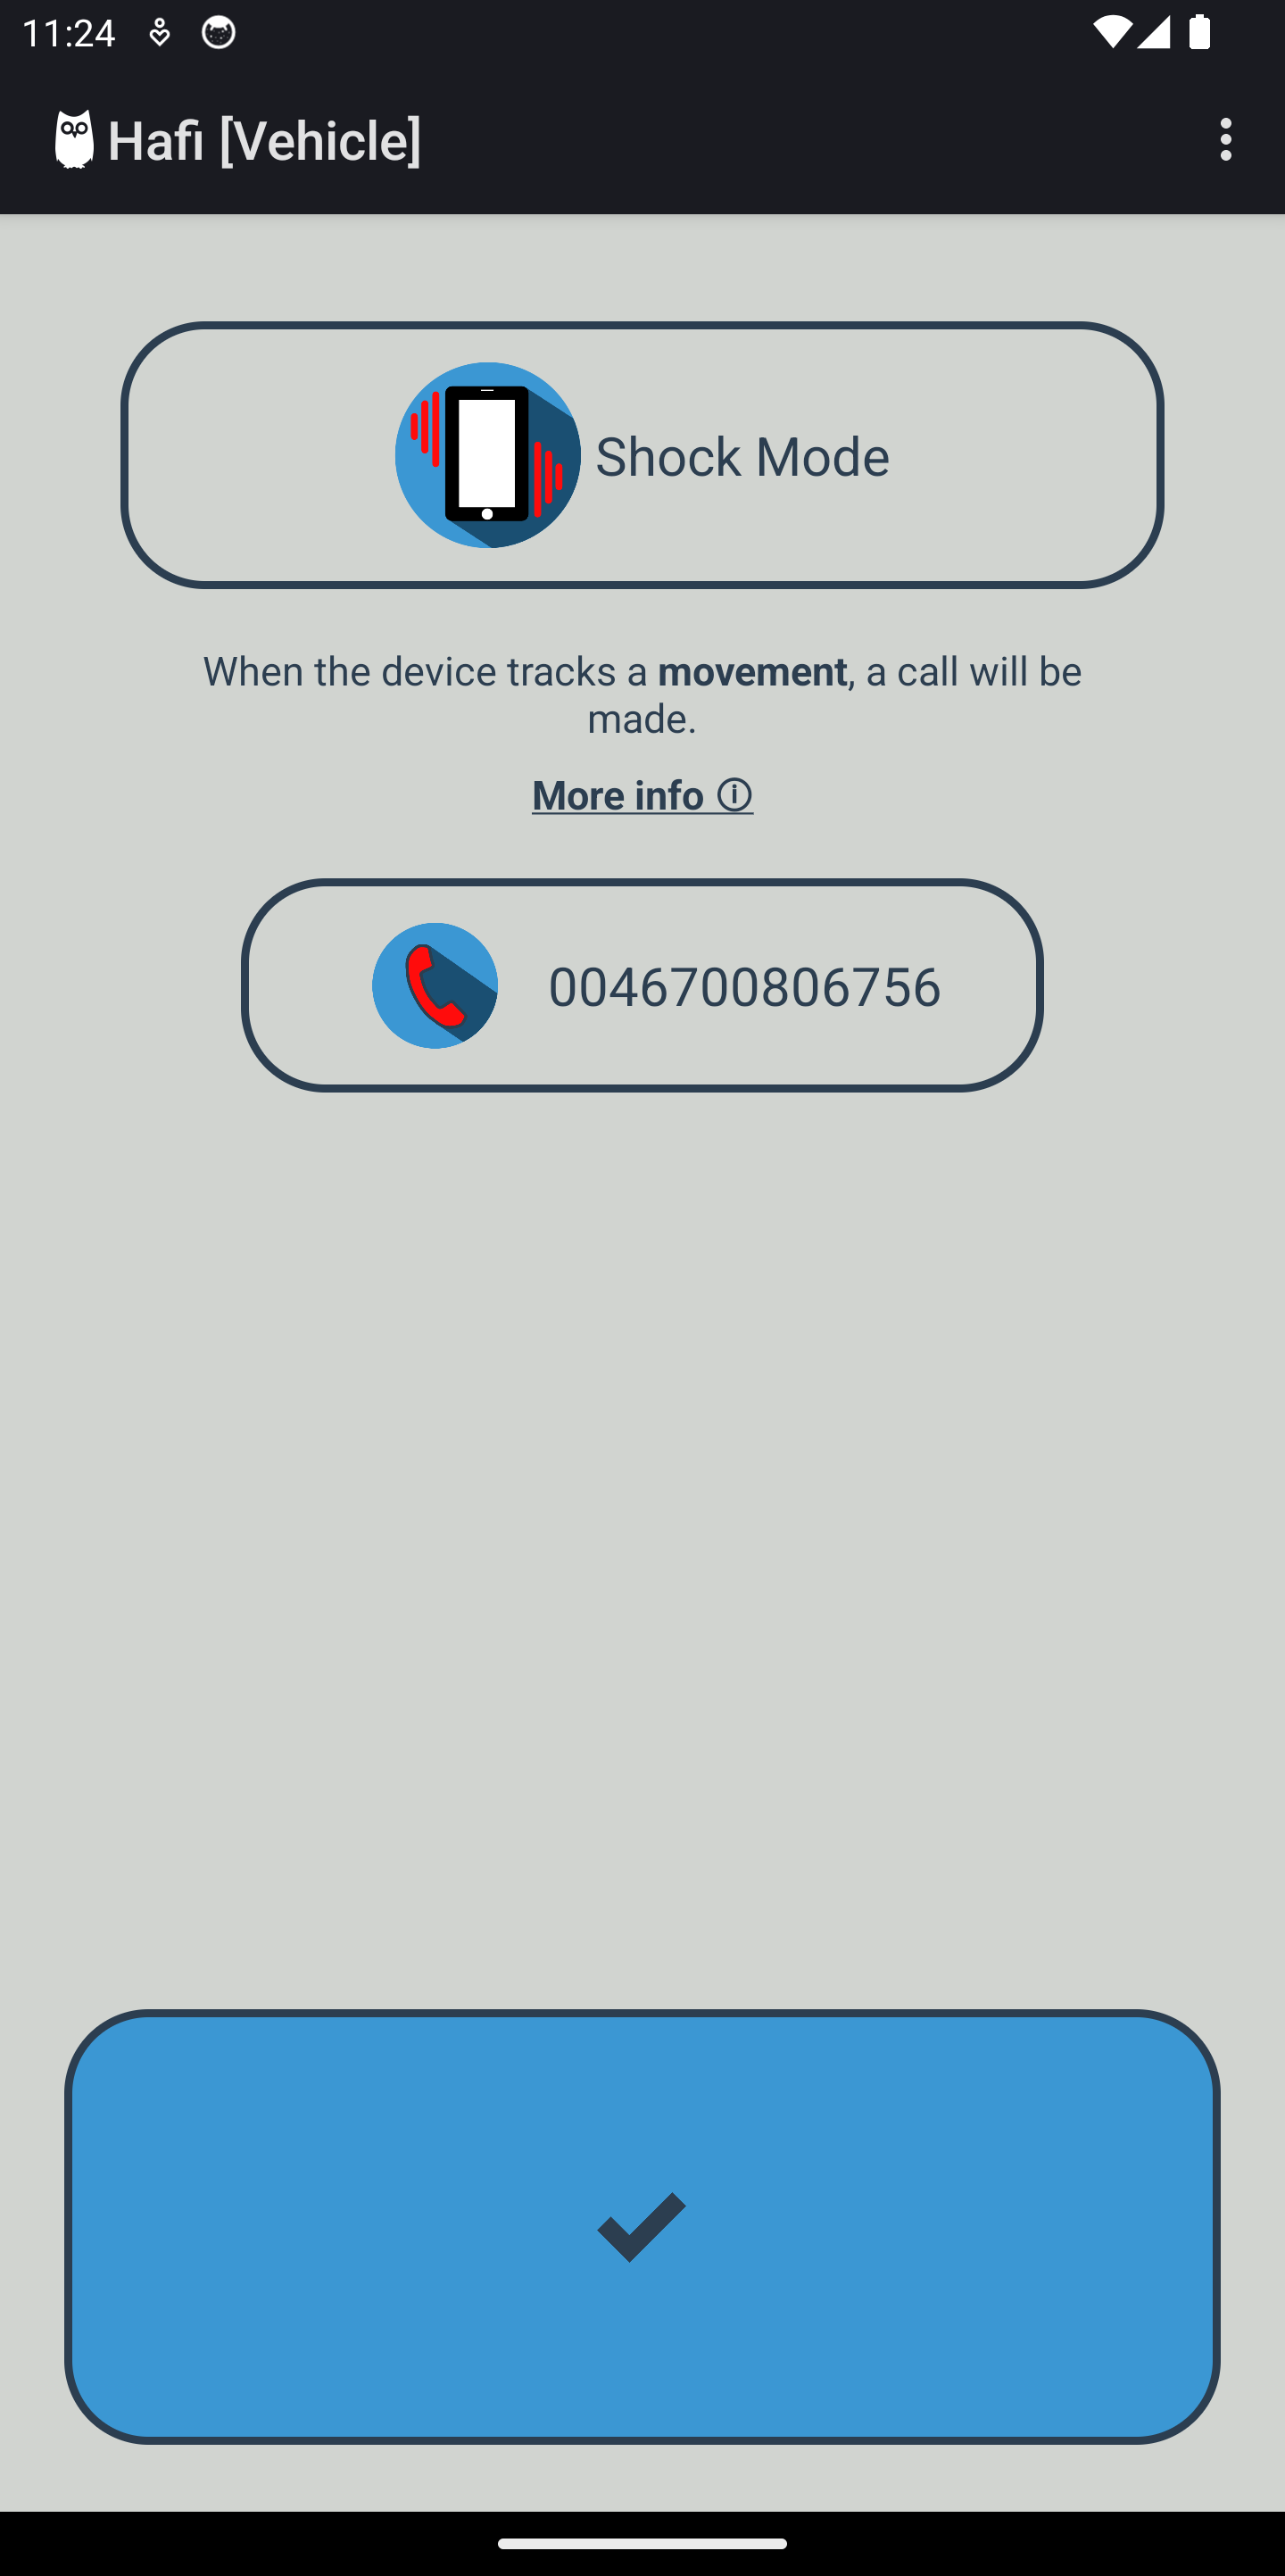 11:24
Hafi [Vehicle]
Shock Mode
When the device tracks a movement, a call will be
made.
More info
0046700806756